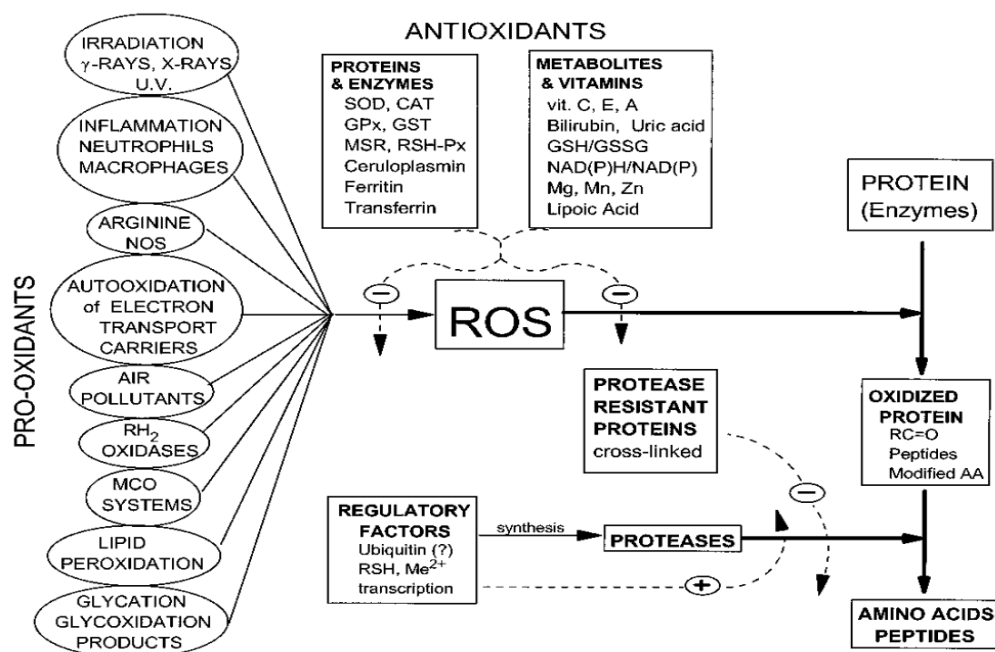 PRO-OXIDANTS
IRRADIATION
γ-RAYS, X-RAYS
U.V.
INFLAMMATION
NEUTROPHILS
MACROPHAGES
ARGININE
NOS
AUTOOXIDATION
of ELECTRON
TRANSPORT
CARRIERS
AIR
POLLUTANTS
RH₂
OXIDASES
MCO
SYSTEMS
LIPID
PEROXIDATION
GLYCATION
GLYCOXIDATION
PRODUCTS
ANTIOXIDANTS
PROTEINS
& ENZYMES
SOD, CAT
GPx, GST
MSR, RSH-Px
Ceruloplasmin
Ferritin
Transferrin
METABOLITES
& VITAMINS
vit. C, E, A
Bilirubin, Uric acid
GSH/GSSG
NAD(P)H/NAD(P)
Mg, Mn, Zn
Lipoic Acid
−
−
ROS
PROTEIN
(Enzymes)
PROTEASE
RESISTANT
PROTEINS
cross-linked
−
OXIDIZED
PROTEIN
RC=O
Peptides
Modified AA
REGULATORY
FACTORS
Ubiquitin (?)
RSH, Me²⁺
transcription
synthesis
PROTEASES
+
AMINO ACIDS
PEPTIDES